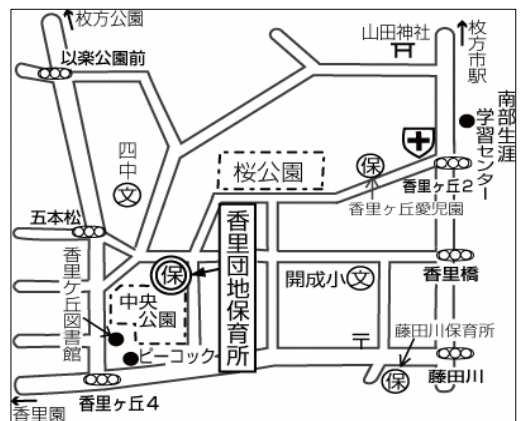 枚方公園
以楽公園前
山田神社
枚方市駅
南部生涯
学習センター
四中
文
桜公園
保
香里ヶ丘2
香里ヶ丘愛児園
五本松
香里団地保育所
保
香里橋
開成小
文
香里ケ丘図書館
中央
公園
ピーコック
〒
藤田川保育所
保
藤田川
香里ヶ丘4
香里園